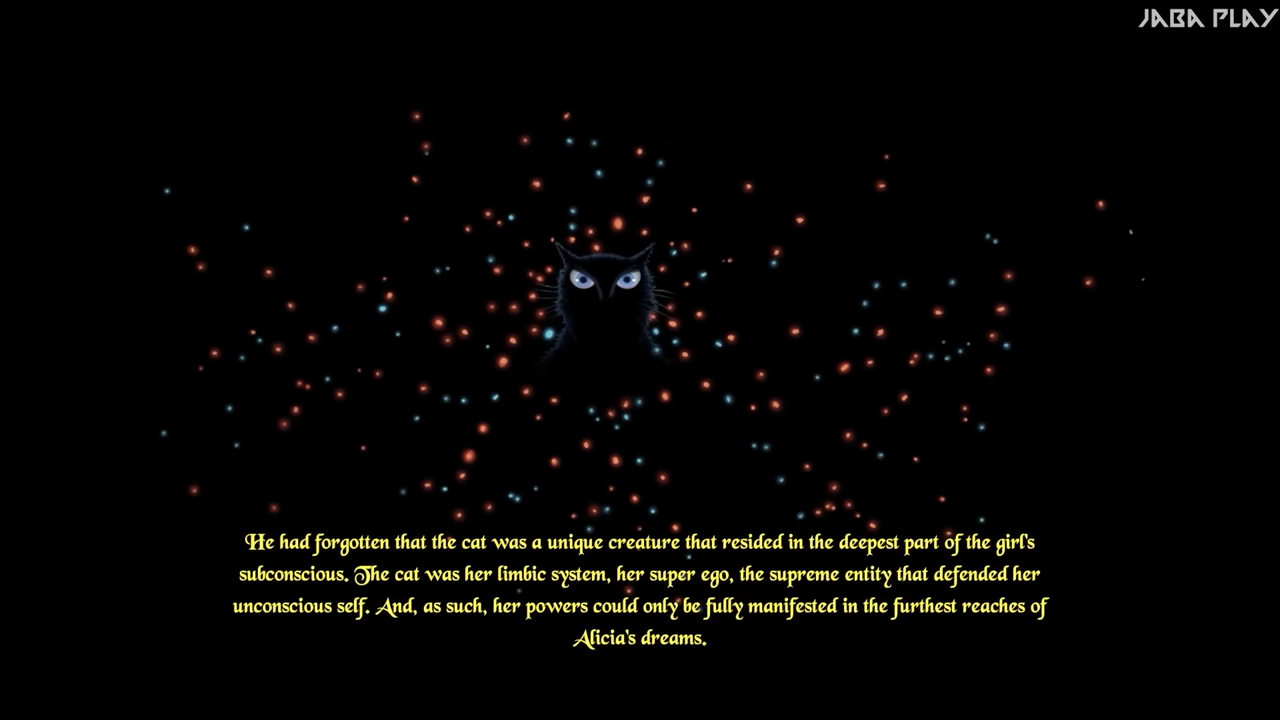 JABA PLAY
He had forgotten that the cat was a unique creature that resided in the deepest part of the girl's
subconscious. The cat was her limbic system, her super ego, the supreme entity that defended her
unconscious self. And, as such, her powers could only be fully manifested in the furthest reaches of
Alicia's dreams.